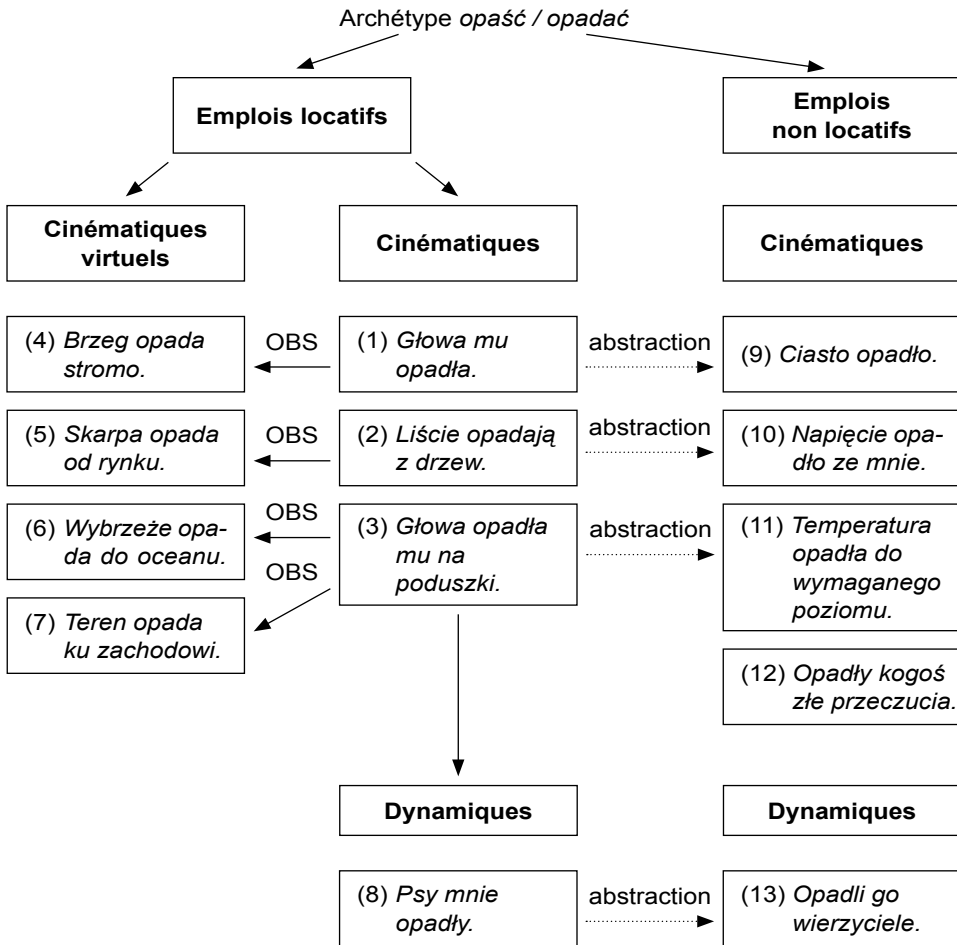 Archétype opaść / opadać
Emplois locatifs
Emplois
non locatifs
Cinématiques
virtuels
Cinématiques
Cinématiques
(4) Brzeg opada
stromo.
OBS
(1) Głowa mu
opadła.
abstraction
(9) Ciasto opadło.
(5) Skarpa opada
od rynku.
OBS
(2) Liście opadają
z drzew.
abstraction
(10) Napięcie opa-
dło ze mnie.
(6) Wybrzeże opa-
da do oceanu.
OBS
(3) Głowa opadła
mu na
poduszki.
abstraction
(11) Temperatura
opadła do
wymaganego
poziomu.
OBS
(7) Teren opada
ku zachodowi.
(12) Opadły kogoś
złe przeczucia.
Dynamiques
Dynamiques
(8) Psy mnie
opadły.
abstraction
(13) Opadli go
wierzyciele.